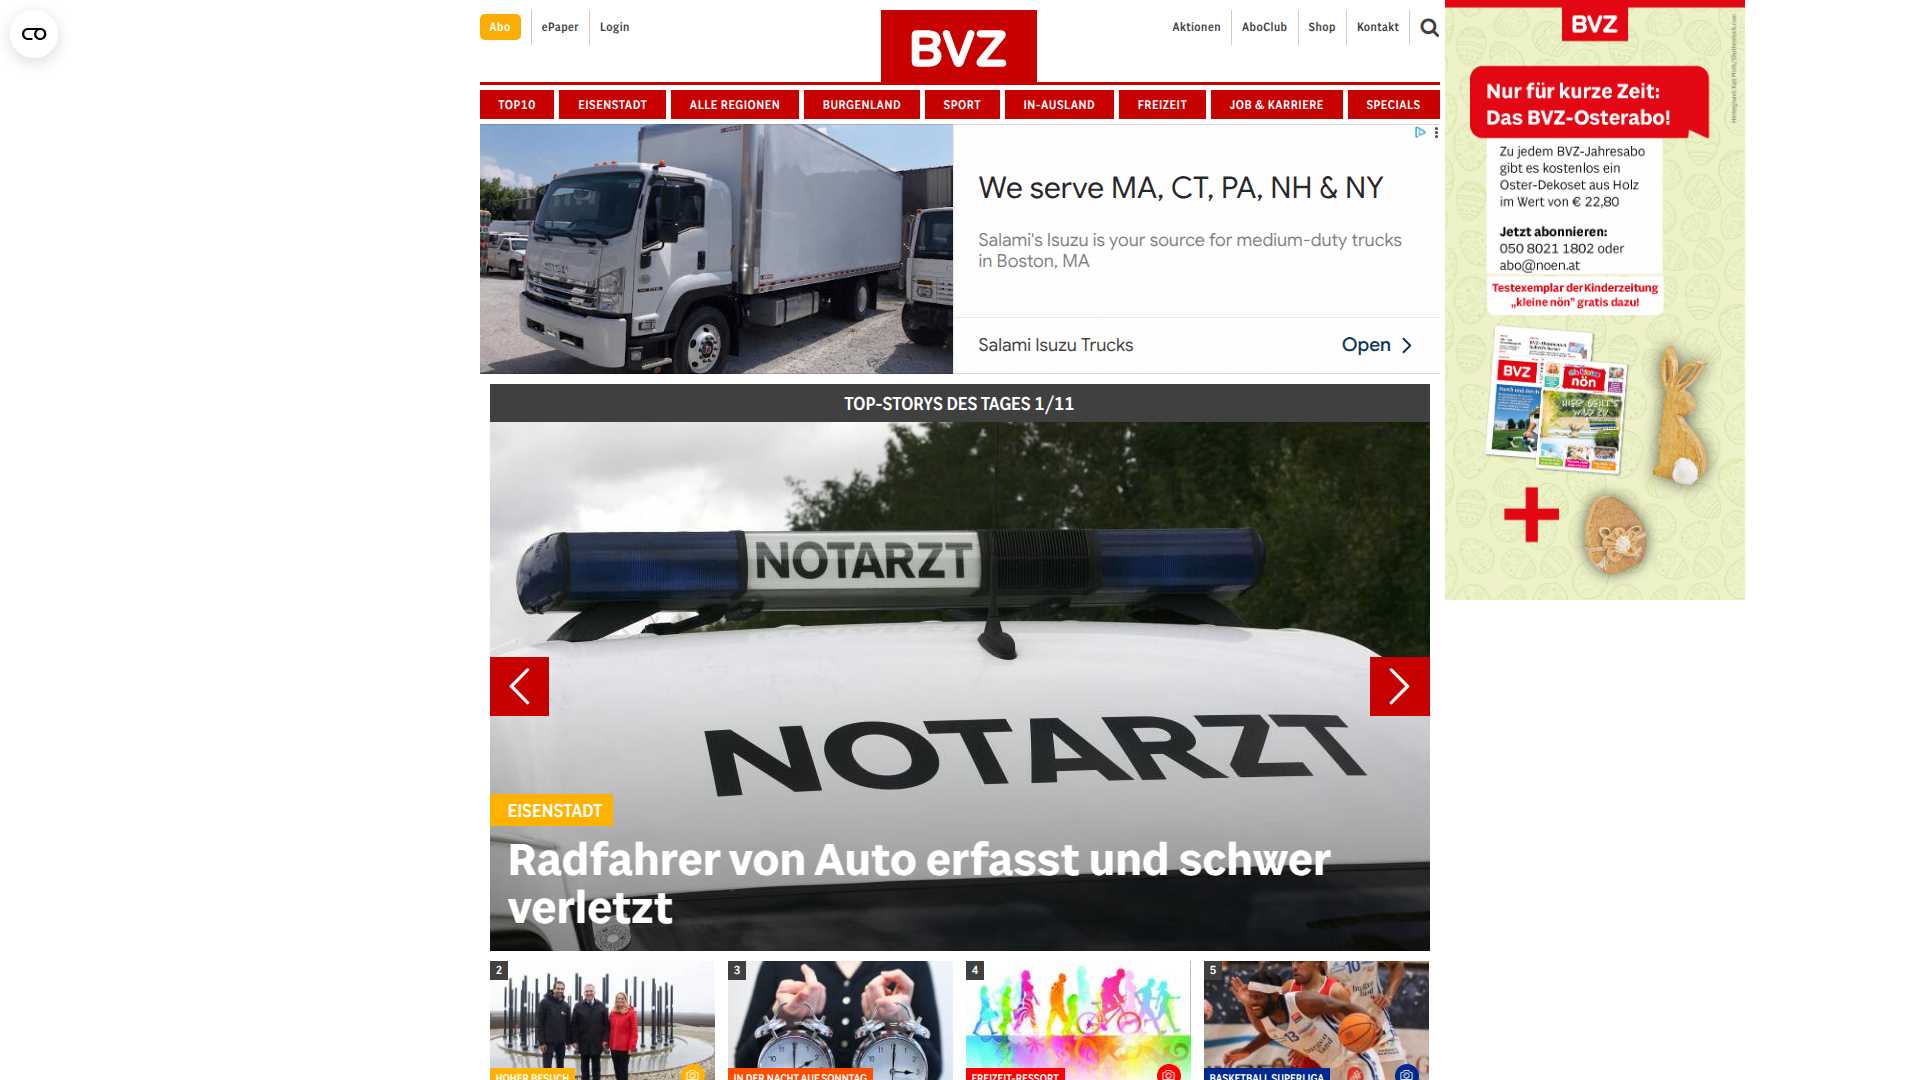 Abo
ePaper
Login
BVZ
Aktionen
AboClub
Shop
Kontakt
TOP10
EISENSTADT
ALLE REGIONEN
BURGENLAND
SPORT
IN-AUSLAND
FREIZEIT
JOB & KARRIERE
SPECIALS
We serve MA, CT, PA, NH & NY
Salami's Isuzu is your source for medium-duty trucks
in Boston, MA
Salami Isuzu Trucks
Open
BVZ
Nur für kurze Zeit:
Das BVZ-Osterabo!
Zu jedem BVZ-Jahresabo
gibt es kostenlos ein
Oster-Dekoset aus Holz
im Wert von € 22,80
Jetzt abonnieren:
050 8021 1802 oder
abo@noen.at
Testexemplar der Kinderzeitung
„kleine nön" gratis dazu!
BVZ
nön
TOP-STORYS DES TAGES 1/11
NOTARZT
NOTARZT
EISENSTADT
Radfahrer von Auto erfasst und schwer
verletzt
2
3
4
5
HOHER BESUCH
IN DER NACHT AUF SONNTAG
FREIZEIT-RESSORT
BASKETBALL SUPERLIGA